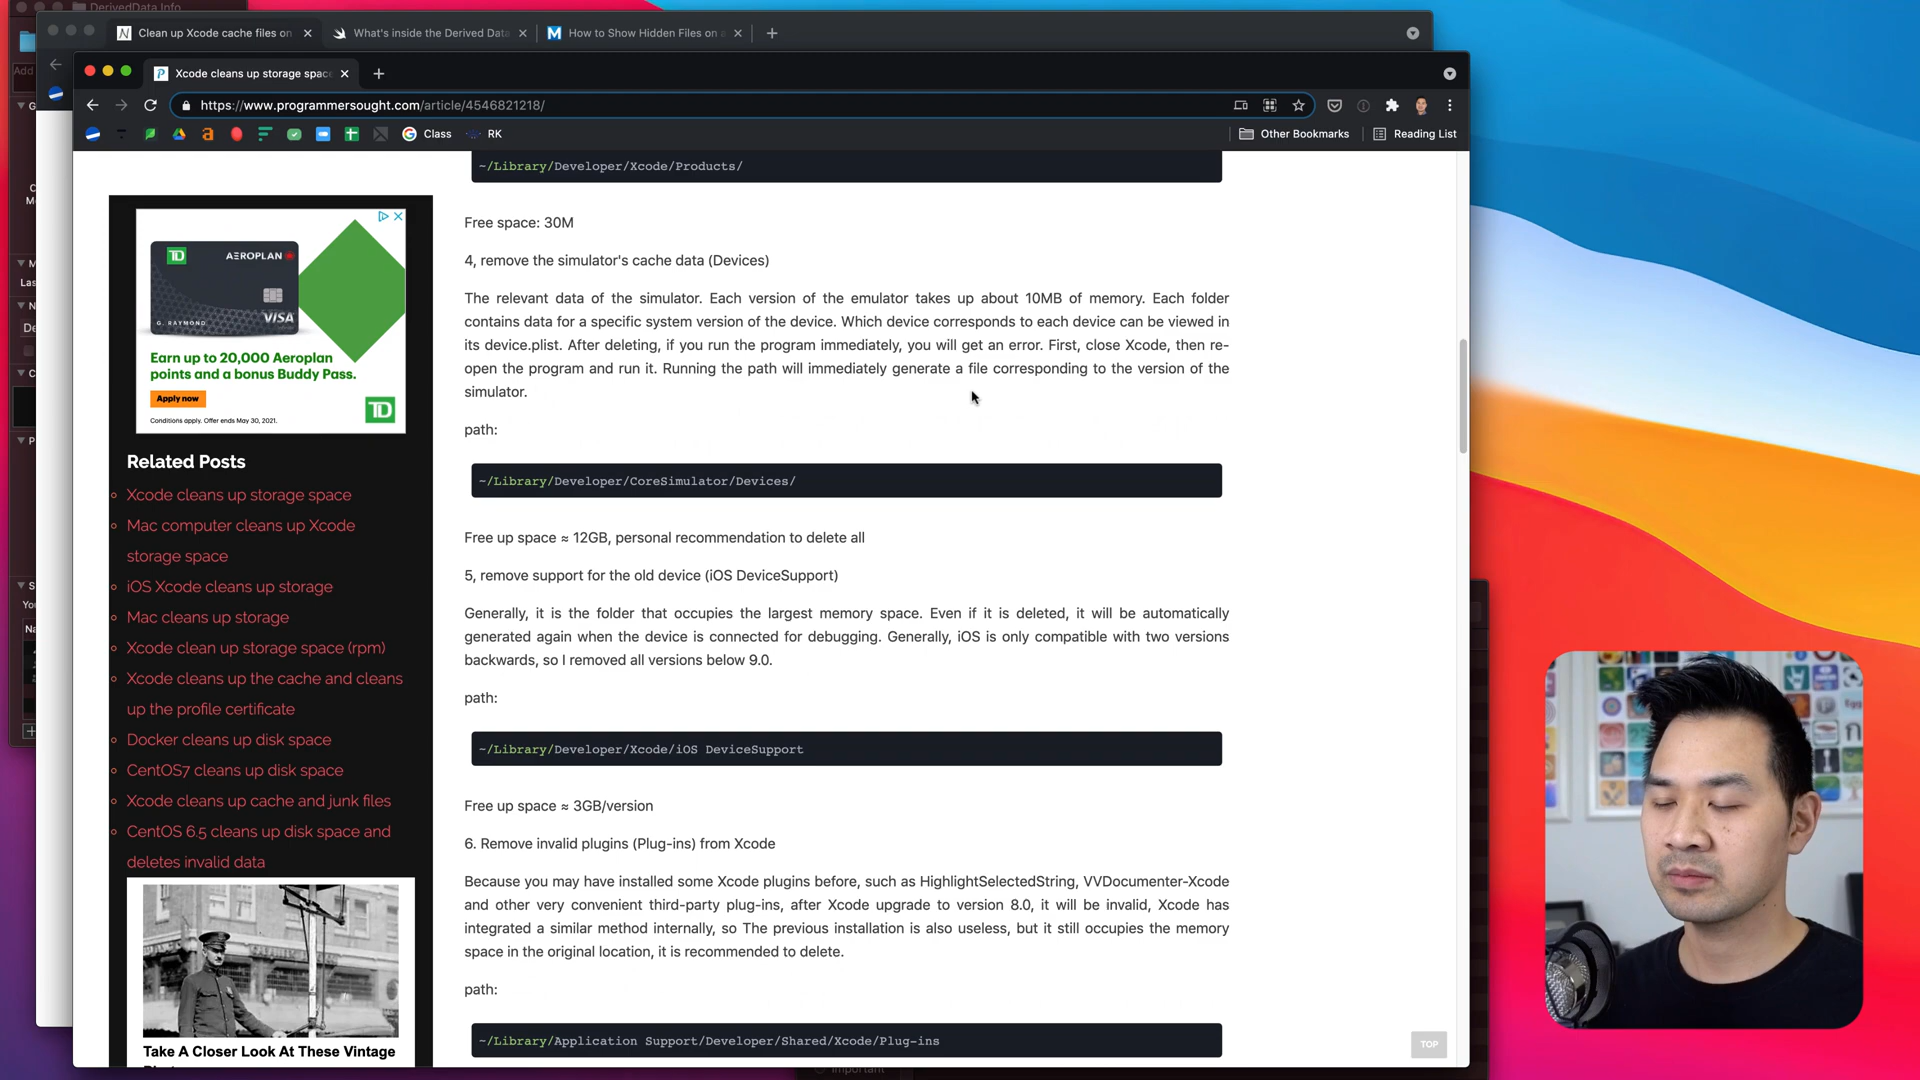 DerivedData Info
Clean up Xcode cache files on
What's inside the Derived Data
How to Show Hidden Files on
Xcode cleans up storage spac
https://www.programmersought.com/article/4546821218/
Class
RK
Other Bookmarks
Reading List
~/Library/Developer/Xcode/Products/
Free space: 30M
4, remove the simulator's cache data (Devices)
The relevant data of the simulator. Each version of the emulator takes up about 10MB of memory. Each folder
contains data for a specific system version of the device. Which device corresponds to each device can be viewed in
its device.plist. After deleting, if you run the program immediately, you will get an error. First, close Xcode, then re-
open the program and run it. Running the path will immediately generate a file corresponding to the version of the
simulator.
path:
~/Library/Developer/CoreSimulator/Devices/
Free up space ≈ 12GB, personal recommendation to delete all
5, remove support for the old device (iOS DeviceSupport)
Generally, it is the folder that occupies the largest memory space. Even if it is deleted, it will be automatically
generated again when the device is connected for debugging. Generally, iOS is only compatible with two versions
backwards, so I removed all versions below 9.0.
path:
~/Library/Developer/Xcode/iOS DeviceSupport
Free up space ≈ 3GB/version
6. Remove invalid plugins (Plug-ins) from Xcode
Because you may have installed some Xcode plugins before, such as HighlightSelectedString, VVDocumenter-Xcode
and other very convenient third-party plug-ins, after Xcode upgrade to version 8.0, it will be invalid, Xcode has
integrated a similar method internally, so The previous installation is also useless, but it still occupies the memory
space in the original location, it is recommended to delete.
path:
~/Library/Application Support/Developer/Shared/Xcode/Plug-ins
TOP
TD
AEROPLAN
G. RAYMOND
VISA
Earn up to 20,000 Aeroplan
points and a bonus Buddy Pass.
Apply now
Conditions apply. Offer ends May 30, 2021.
TD
Related Posts
Xcode cleans up storage space
Mac computer cleans up Xcode
storage space
iOS Xcode cleans up storage
Mac cleans up storage
Xcode clean up storage space (rpm)
Xcode cleans up the cache and cleans
up the profile certificate
Docker cleans up disk space
CentOS7 cleans up disk space
Xcode cleans up cache and junk files
CentOS 6.5 cleans up disk space and
deletes invalid data
Take A Closer Look At These Vintage
Important